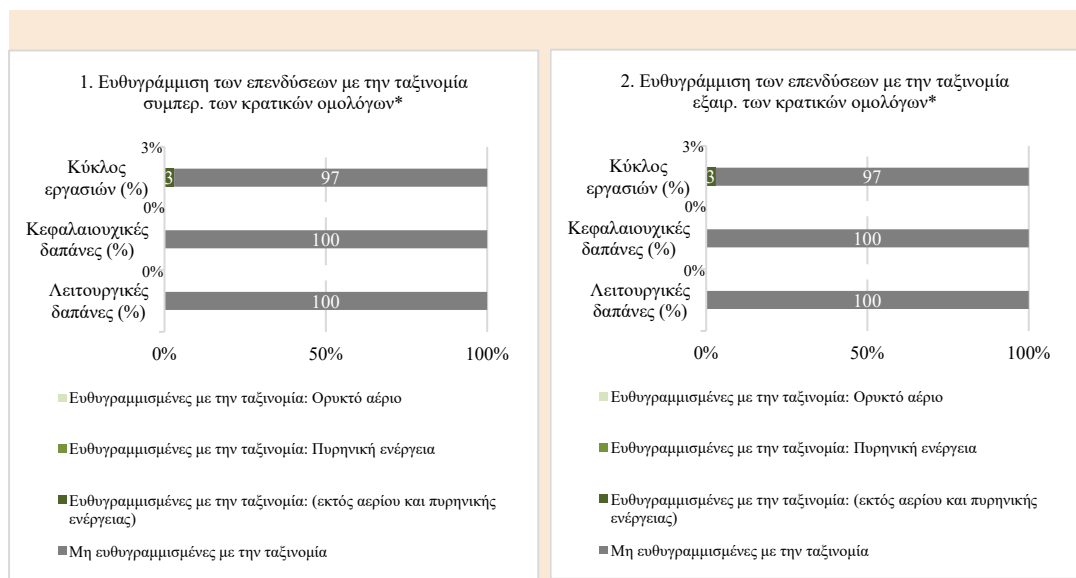 1. Ευθυγράμμιση των επενδύσεων με την ταξινομία
συμπερ. των κρατικών ομολόγων*
3%
Κύκλος
εργασιών (%)
3
97
0%
Κεφαλαιουχικές
δαπάνες (%)
100
0%
Λειτουργικές
δαπάνες (%)
100
0%
50%
100%
Ευθυγραμμισμένες με την ταξινομία: Ορυκτό αέριο
Ευθυγραμμισμένες με την ταξινομία: Πυρηνική ενέργεια
Ευθυγραμμισμένες με την ταξινομία: (εκτός αερίου και πυρηνικής
ενέργειας)
Μη ευθυγραμμισμένες με την ταξινομία
2. Ευθυγράμμιση των επενδύσεων με την ταξινομία
εξαιρ. των κρατικών ομολόγων*
3%
Κύκλος
εργασιών (%)
3
97
0%
Κεφαλαιουχικές
δαπάνες (%)
100
0%
Λειτουργικές
δαπάνες (%)
100
0%
50%
100%
Ευθυγραμμισμένες με την ταξινομία: Ορυκτό αέριο
Ευθυγραμμισμένες με την ταξινομία: Πυρηνική ενέργεια
Ευθυγραμμισμένες με την ταξινομία: (εκτός αερίου και πυρηνικής
ενέργειας)
Μη ευθυγραμμισμένες με την ταξινομία